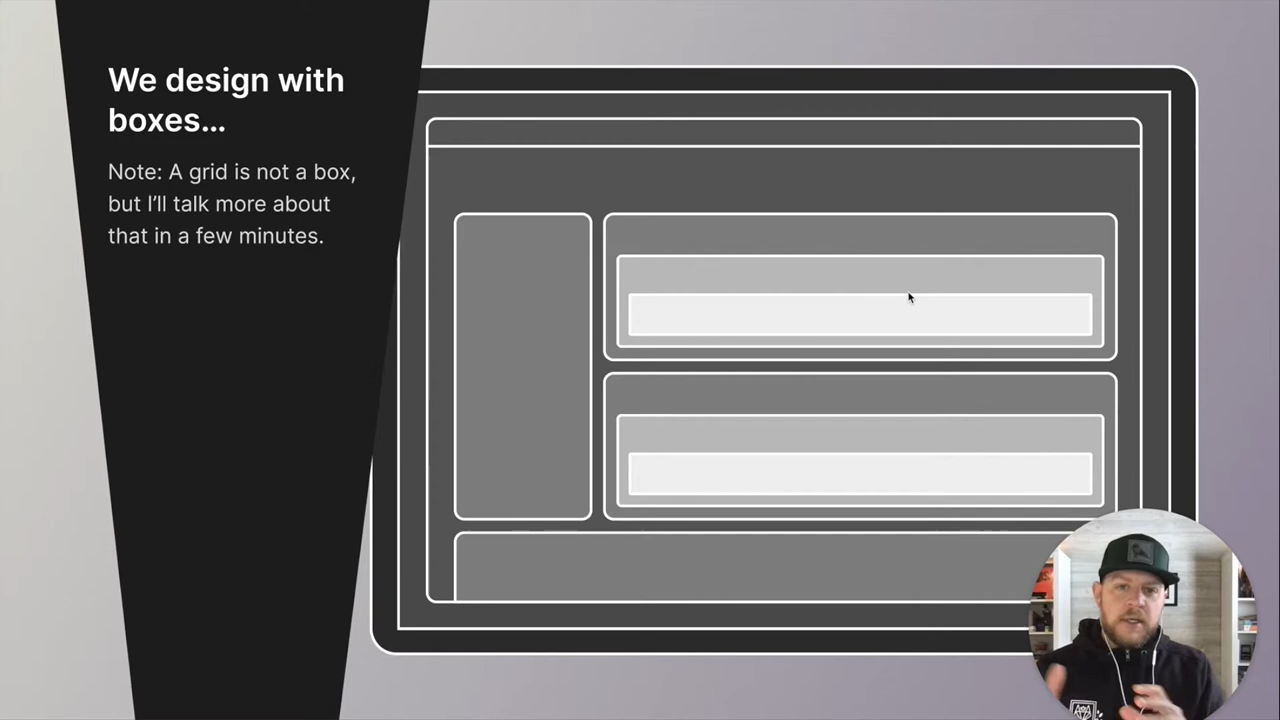 We design with
boxes...
Note: A grid is not a box,
but I’ll talk more about
that in a few minutes.